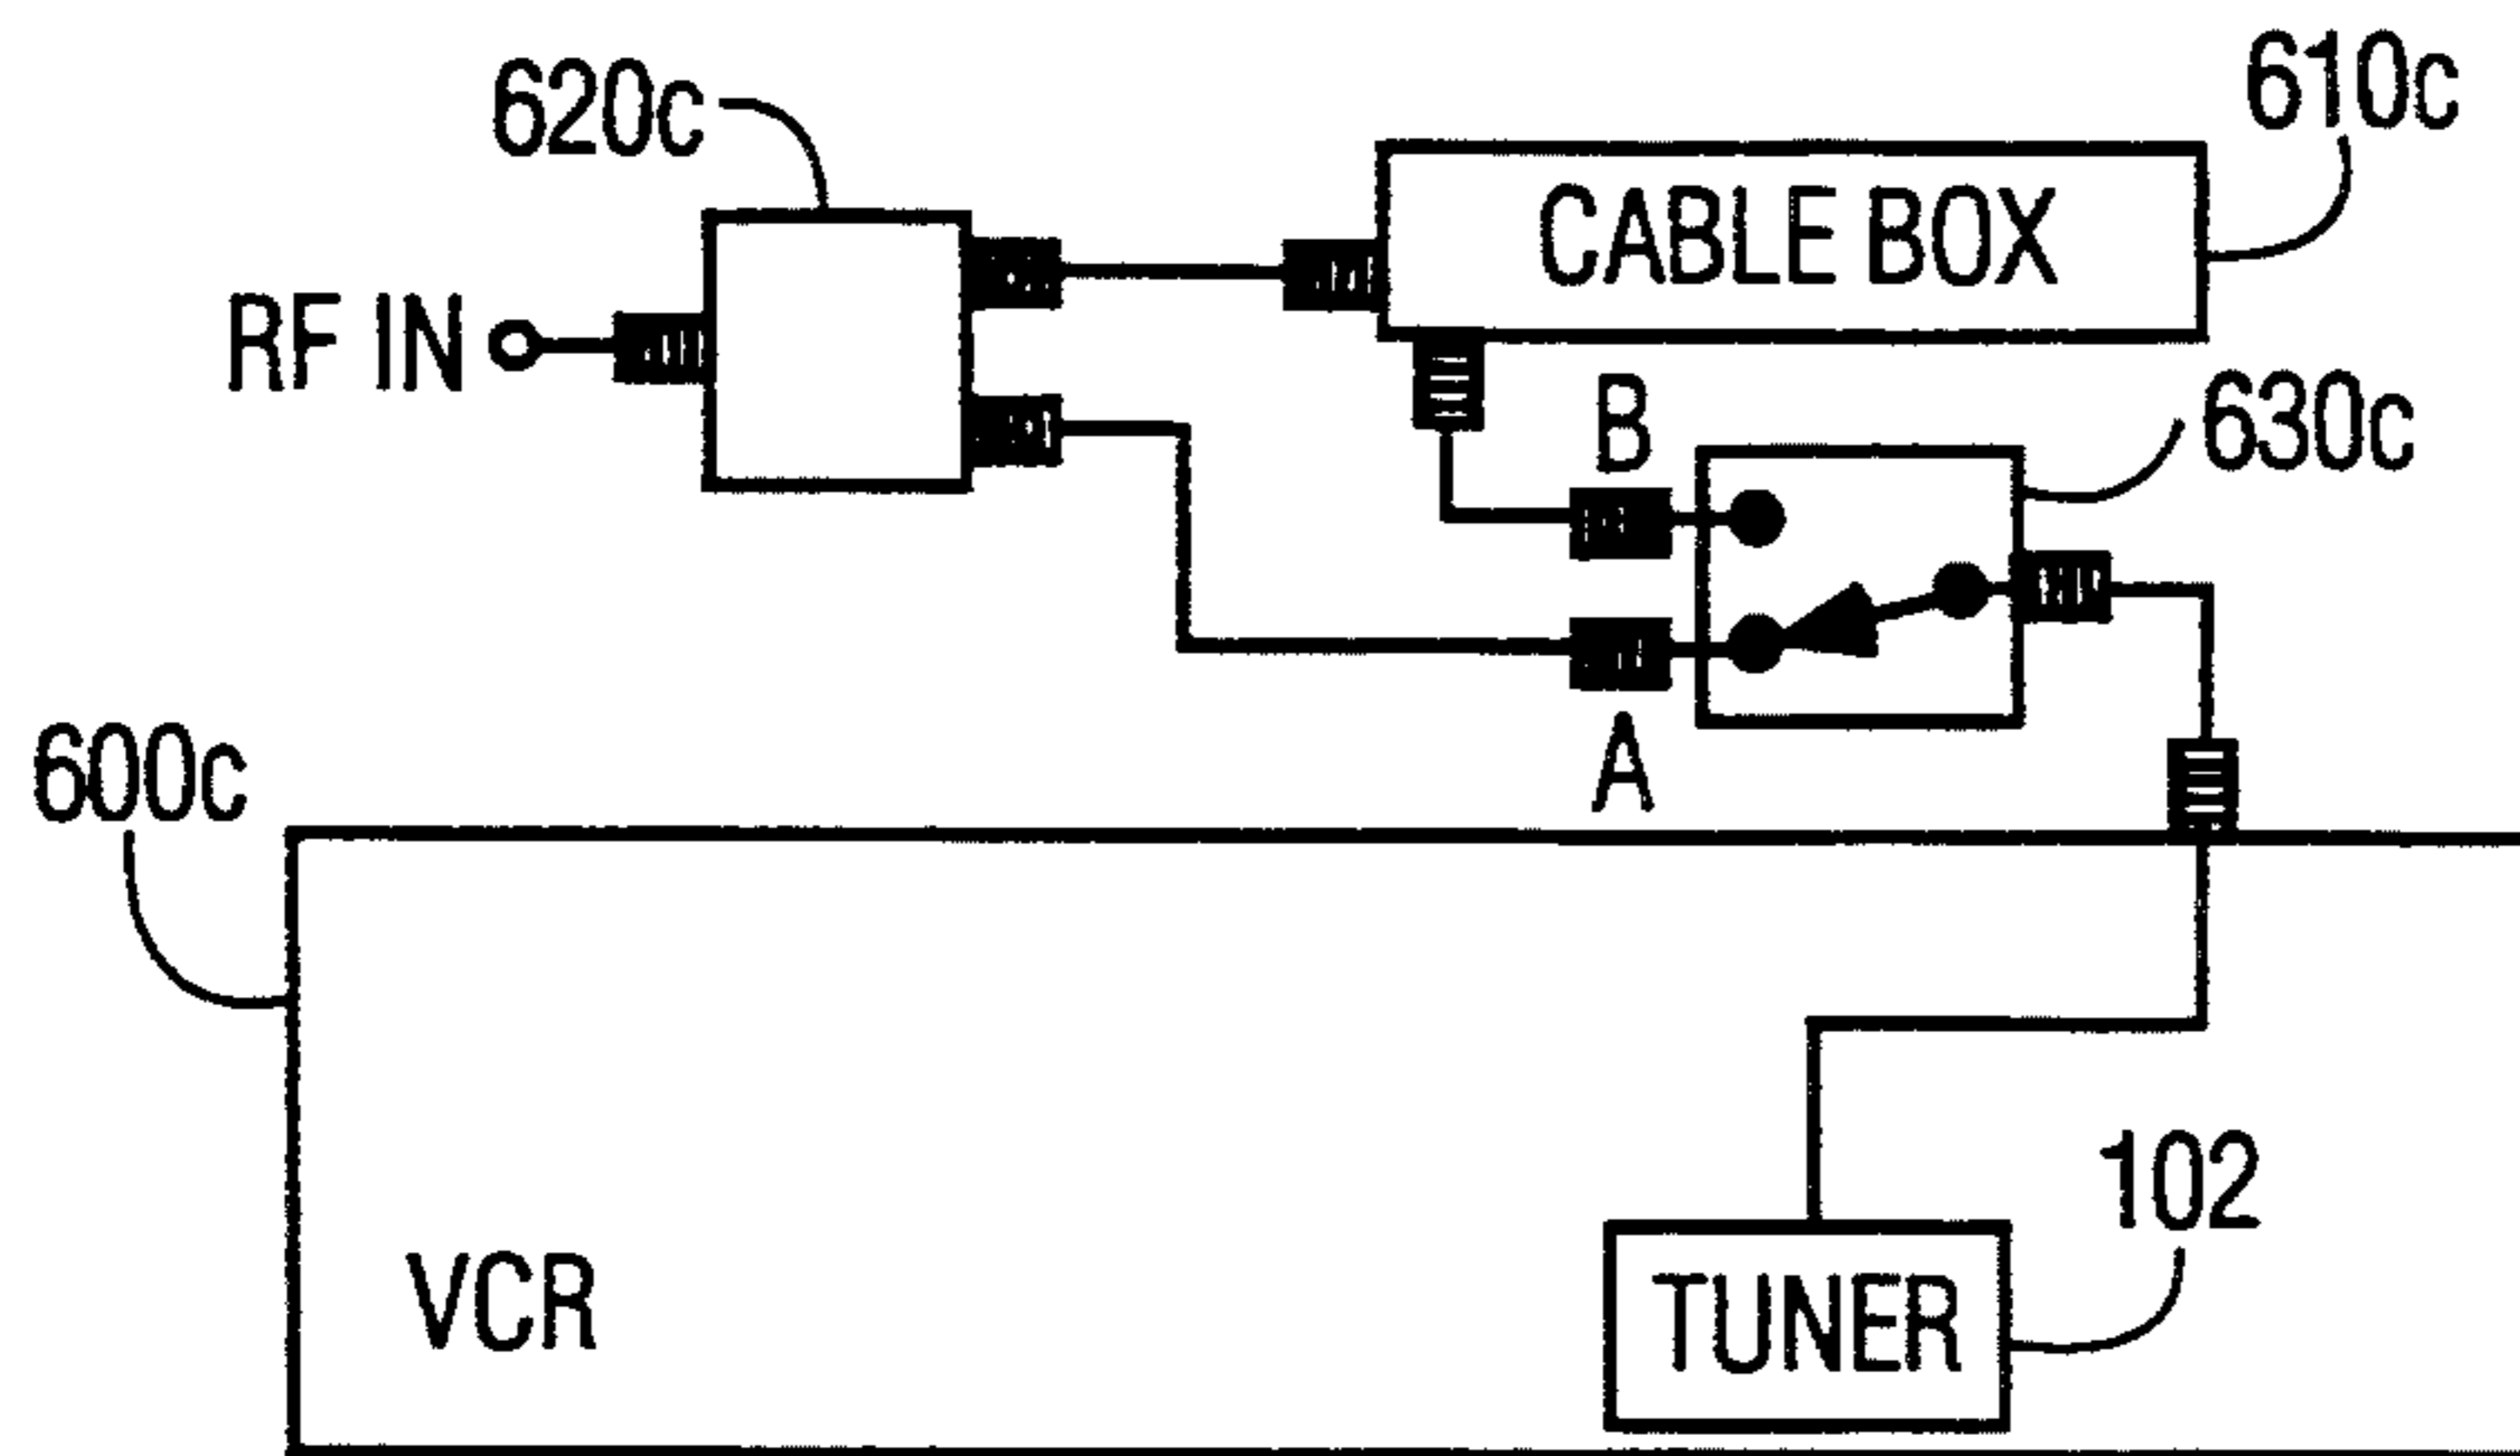 620c
610c
CABLE BOX
RF IN
B
630c
A
600c
102
VCR
TUNER